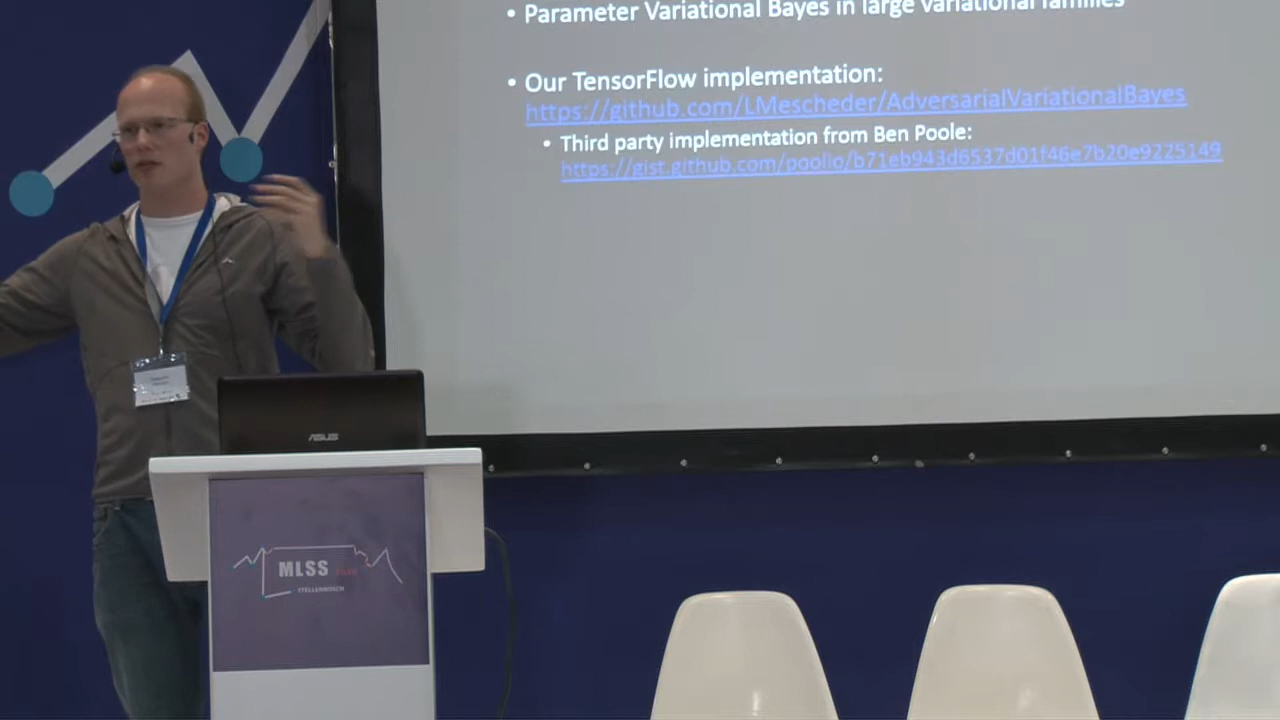 • Parameter Variational Bayes in large variational families
• Our TensorFlow implementation:
https://github.com/LMescheder/AdversarialVariationalBayes
• Third party implementation from Ben Poole:
https://gist.github.com/poolio/b71eb943d6537d01f46e7b20e9225149
ASUS
MLSS
STELLENBOSCH